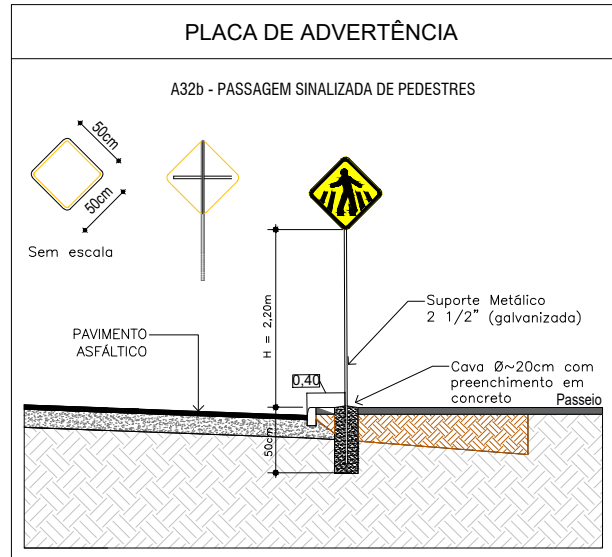 PLACA DE ADVERTÊNCIA
A32b - PASSAGEM SINALIZADA DE PEDESTRES
50cm
50cm
Sem escala
H = 2,20m
Suporte Metálico
2 1/2" (galvanizada)
PAVIMENTO
ASFÁLTICO
0,40
Cava Ø~20cm com
preenchimento em
concreto
Passeio
50cm